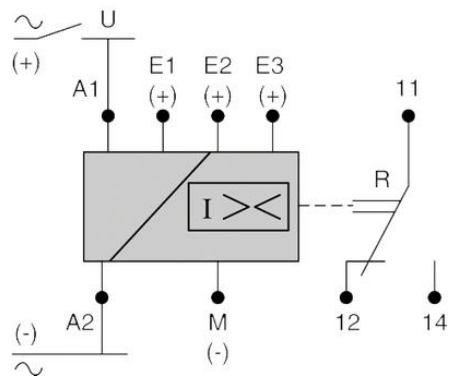 U
(+)
A1 E1 E2 E3 11
(+) (+) (+)
R
I ><
(-) A2 M 12 14
(-)